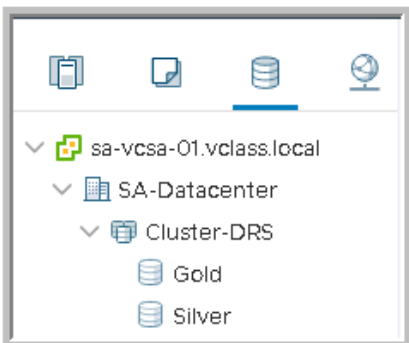 sa-vcsa-01.vclass.local
SA-Datacenter
Cluster-DRS
Gold
Silver